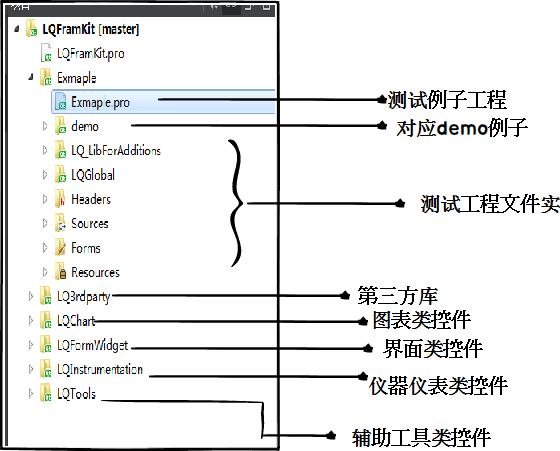 项目
LQFramKit [master]
LQFramKit.pro
Exmaple
Exmaple.pro
测试例子工程
demo
对应demo例子
LQ_LibForAdditions
LQGlobal
Headers
测试工程文件实
Sources
Forms
Resources
LQ3rdparty
第三方库
LQChart
图表类控件
LQFormWidget
界面类控件
LQInstrumentation
仪器仪表类控件
LQTools
辅助工具类控件